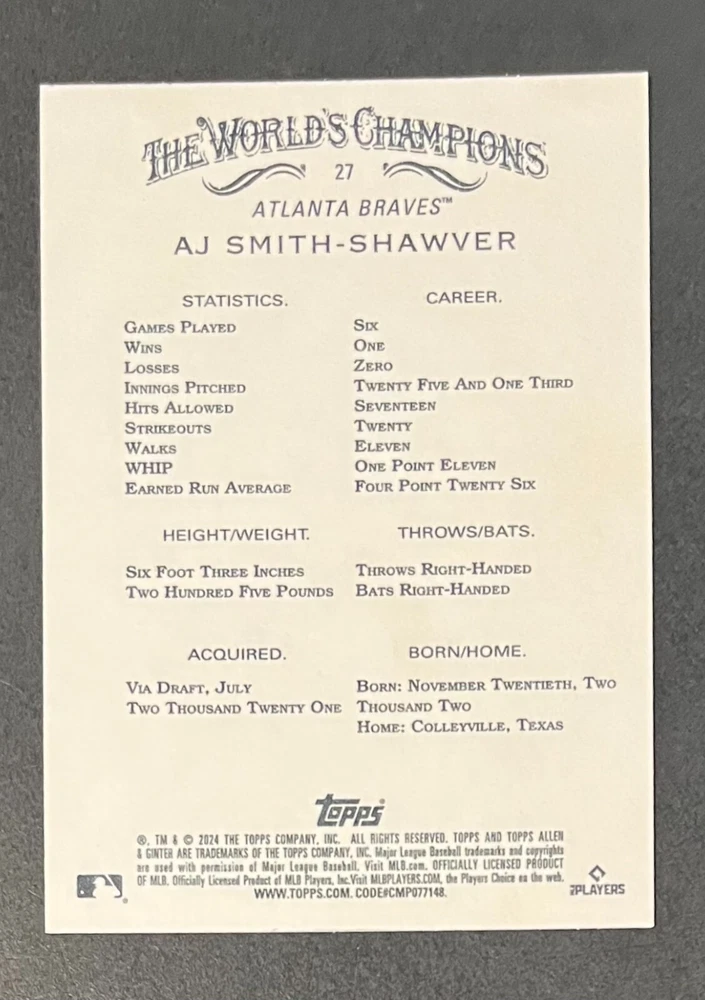 THE WORLD'S CHAMPIONS
27
ATLANTA BRAVES™
AJ SMITH-SHAWVER
STATISTICS. CAREER.
GAMES PLAYED SIX
WINS ONE
LOSSES ZERO
INNINGS PITCHED TWENTY FIVE AND ONE THIRD
HITS ALLOWED SEVENTEEN
STRIKEOUTS TWENTY
WALKS ELEVEN
WHIP ONE POINT ELEVEN
EARNED RUN AVERAGE FOUR POINT TWENTY SIX
HEIGHT/WEIGHT. THROWS/BATS.
SIX FOOT THREE INCHES THROWS RIGHT-HANDED
TWO HUNDRED FIVE POUNDS BATS RIGHT-HANDED
ACQUIRED. BORN/HOME.
VIA DRAFT, JULY BORN: NOVEMBER TWENTIETH, TWO
TWO THOUSAND TWENTY ONE THOUSAND TWO
HOME: COLLEYVILLE, TEXAS
Topps®
®, TM & © 2024 THE TOPPS COMPANY, INC. ALL RIGHTS RESERVED. TOPPS AND TOPPS ALLEN
& GINTER ARE TRADEMARKS OF THE TOPPS COMPANY, INC. Major League Baseball trademarks and copyrights
are used with permission of Major League Baseball. Visit MLB.com. OFFICIALLY LICENSED PRODUCT
OF MLB. Officially Licensed Product of MLB Players, Inc. Visit MLBPLAYERS.COM, the Players Choice on the web.
WWW.TOPPS.COM. CODE#CMP077148.
PLAYERS